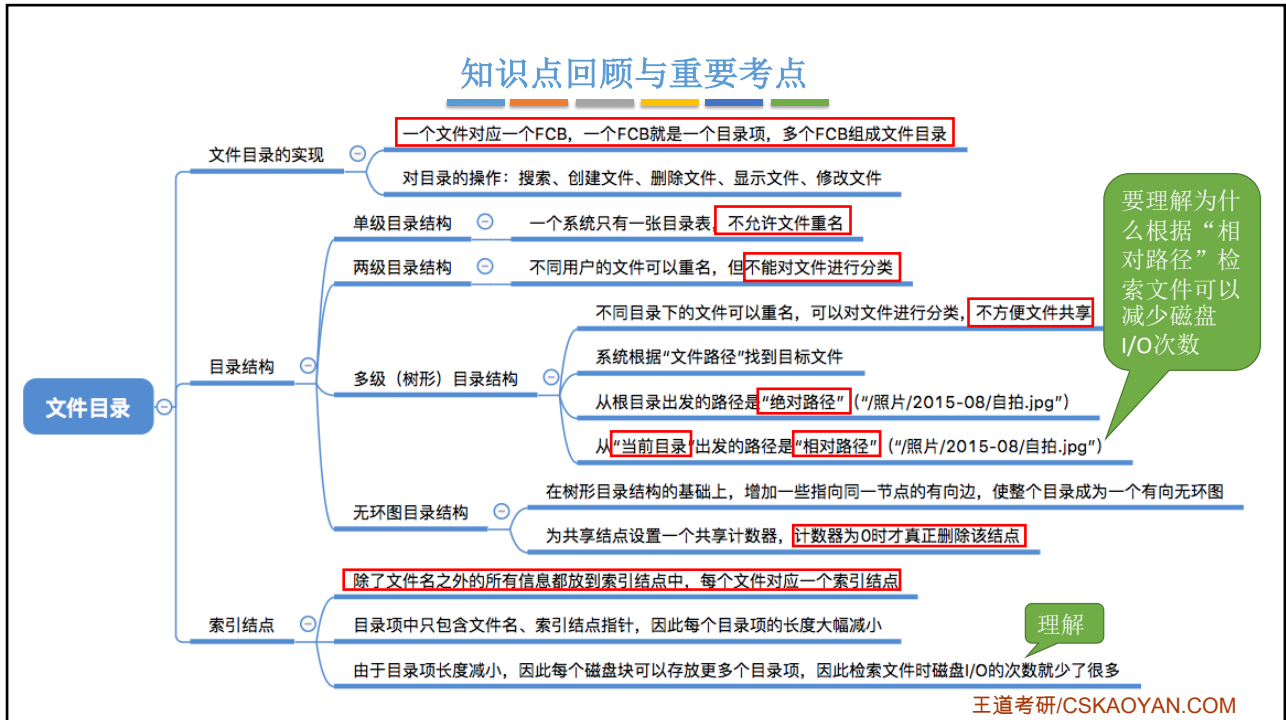 知识点回顾与重要考点
文件目录
文件目录的实现
一个文件对应一个FCB，一个FCB就是一个目录项，多个FCB组成文件目录
对目录的操作：搜索、创建文件、删除文件、显示文件、修改文件
目录结构
单级目录结构
一个系统只有一张目录表，不允许文件重名
两级目录结构
不同用户的文件可以重名，但不能对文件进行分类
多级（树形）目录结构
不同目录下的文件可以重名，可以对文件进行分类，不方便文件共享
系统根据“文件路径”找到目标文件
从根目录出发的路径是“绝对路径”（“/照片/2015-08/自拍.jpg”）
从“当前目录”出发的路径是“相对路径”（“/照片/2015-08/自拍.jpg”）
要理解为什
么根据“相
对路径”检
索文件可以
减少磁盘
I/O次数
无环图目录结构
在树形目录结构的基础上，增加一些指向同一节点的有向边，使整个目录成为一个有向无环图
为共享结点设置一个共享计数器，计数器为0时才真正删除该结点
索引结点
除了文件名之外的所有信息都放到索引结点中，每个文件对应一个索引结点
目录项中只包含文件名、索引结点指针，因此每个目录项的长度大幅减小
由于目录项长度减小，因此每个磁盘块可以存放更多个目录项，因此检索文件时磁盘I/O的次数就少了很多
理解
王道考研/CSKAOYAN.COM